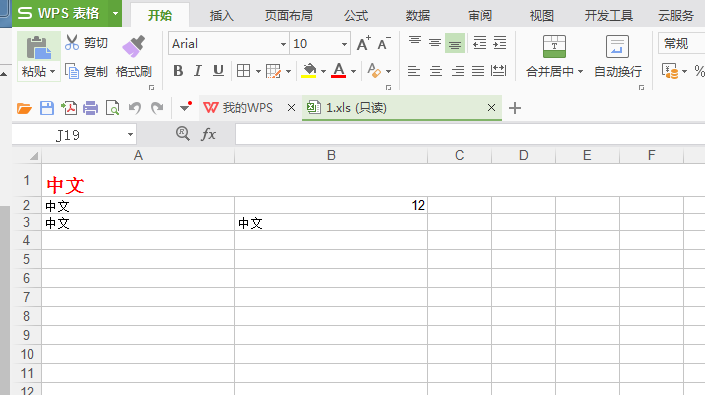 S WPS 表格 开始 插入 页面布局 公式 数据 审阅 视图 开发工具 云服务
剪切 Arial 10 A+ A- 常规
粘贴 复制 格式刷 B I U A 合并居中 自动换行 %
我的WPS 1.xls (只读)
J19 fx
A B C D E F
1 中文
2 中文 12
3 中文 中文
4
5
6
7
8
9
10
11
12